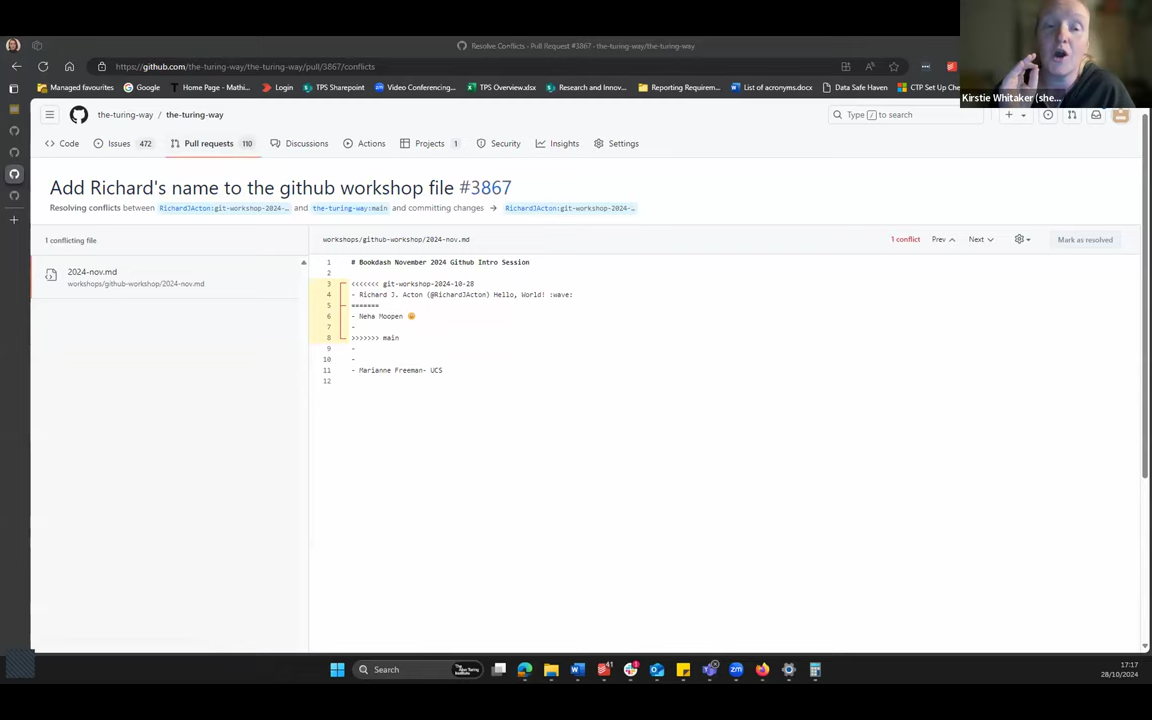 Resolve Conflicts - Pull Request #3867 - the-turing-way/the-turing-way
https://github.com/the-turing-way/the-turing-way/pull/3867/conflicts
Managed favourites Google Home Page - Mathi... Login TPS Sharepoint Video Conferencing... TPS Overview.xlsx Research and Innov... Reporting Requirem... List of acronyms.docx Data Safe Haven CTP Set Up Che
Kirstie Whitaker (she...
the-turing-way / the-turing-way
Type / to search
Code Issues 472 Pull requests 110 Discussions Actions Projects 1 Security Insights Settings
Add Richard's name to the github workshop file #3867
Resolving conflicts between RichardJActon:git-workshop-2024-… and the-turing-way:main and committing changes → RichardJActon:git-workshop-2024-…
1 conflicting file
2024-nov.md
workshops/github-workshop/2024-nov.md
workshops/github-workshop/2024-nov.md
1 conflict Prev Next Mark as resolved
1 # Bookdash November 2024 Github Intro Session
2
3 <<<<<<< git-workshop-2024-10-28
4 - Richard J. Acton (@RichardJActon) Hello, World! :wave:
5 =======
6 - Neha Moopen 😄
7 -
8 >>>>>>> main
9 -
10 -
11 - Marianne Freeman- UCS
12
Search
41
17:17
28/10/2024